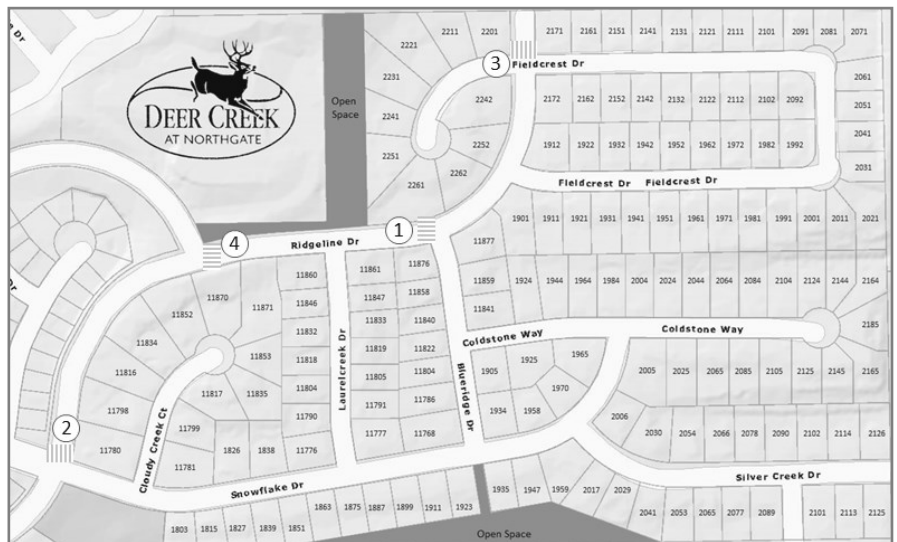 Dr
2201
2211
2221
2231
2241
2251
2261
2242
2252
2262
3
Fieldcrest Dr
2171 2161 2151 2141 2131 2121 2111 2101 2091 2081 2071
2061
2051
2041
2031
2172 2162 2152 2142 2132 2122 2112 2102 2092
1912 1922 1932 1942 1952 1962 1972 1982 1992
Fieldcrest Dr Fieldcrest Dr
DEER CREEK
AT NORTHGATE
Open
Space
1
4
Ridgeline Dr
1901 1911 1921 1931 1941 1951 1961 1971 1981 1991 2001 2011 2021
11877
11859
11841
1924 1944 1964 1984 2004 2024 2044 2064 2084 2104 2124 2144 2164
2185
Coldstone Way
Coldstone Way
11860
11846
11832
11818
11804
11790
11776
11861
11847
11833
11819
11805
11791
11777
11876
11858
11840
11822
11804
11786
11768
Laurelcreek Dr
Blueridge Dr
Dr
11870
11852
11834
11816
11798
11780
11871
11853
11835
11817
11799
11781
1826
1838
Cloudy Creek Ct
2
1905
1925
1965
1934
1958
1970
2005 2025 2065 2085 2105 2125 2145 2165
2006
2030 2054 2066 2078 2090 2102 2114 2126
Snowflake Dr
Silver Creek Dr
1803 1815 1827 1839 1851 1863 1875 1887 1899 1911 1923
1935 1947 1959 2017 2029
2041 2053 2065 2077 2089
2101 2113 2125
Open Space